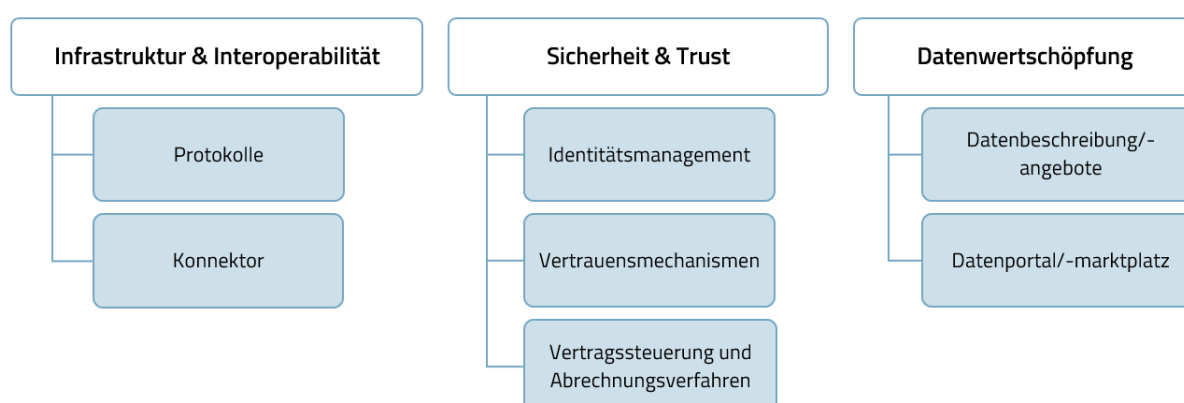 Infrastruktur & Interoperabilität
Protokolle
Konnektor
Sicherheit & Trust
Identitätsmanagement
Vertrauensmechanismen
Vertragssteuerung und
Abrechnungsverfahren
Datenwertschöpfung
Datenbeschreibung/-
angebote
Datenportal/-marktplatz